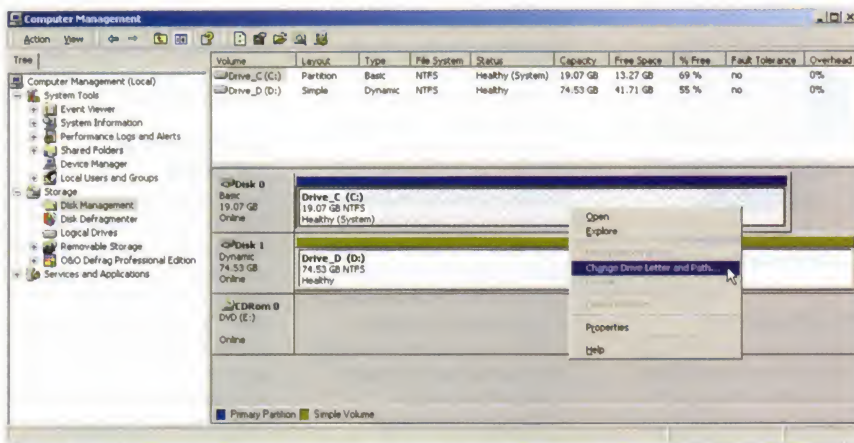 Computer Management
Action View
Tree
Computer Management (Local)
System Tools
Event Viewer
System Information
Performance Logs and Alerts
Shared Folders
Device Manager
Local Users and Groups
Storage
Disk Management
Disk Defragmenter
Logical Drives
Removable Storage
O&O Defrag Professional Edition
Services and Applications
Volume Layout Type File System Status Capacity Free Space % Free Fault Tolerance Overhead
Drive_C (C:) Partition Basic NTFS Healthy (System) 19.07 GB 13.27 GB 69 % no 0%
Drive_D (D:) Simple Dynamic NTFS Healthy 74.53 GB 41.71 GB 55 % no 0%
Disk 0
Basic
19.07 GB
Online
Drive_C (C:)
19.07 GB NTFS
Healthy (System)
Disk 1
Dynamic
74.53 GB
Online
Drive_D (D:)
74.53 GB NTFS
Healthy
CDRom 0
DVD (E:)
Online
Open
Explore
Change Drive Letter and Path...
Properties
Help
Primary Partition Simple Volume